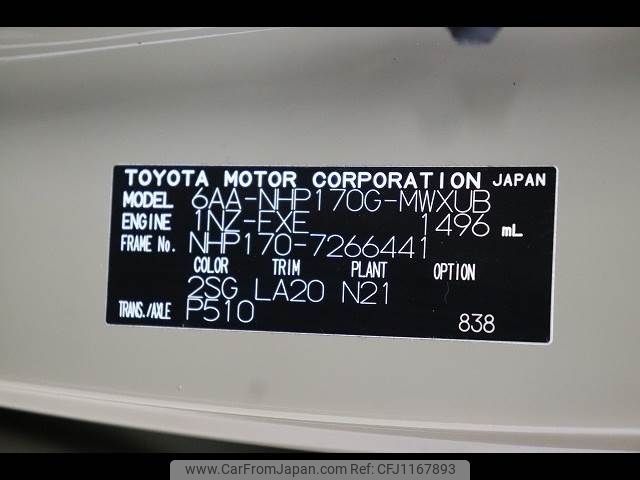 TOYOTA MOTOR CORPORATION JAPAN
MODEL 6AA-NHP170G-MWXUB
ENGINE 1NZ-EXE 1496 mL
FRAME No. NHP170-7266441
COLOR TRIM PLANT OPTION
2SG LA20 N21
TRANS./AXLE P510 838
www.CarFromJapan.com CFJ1167893